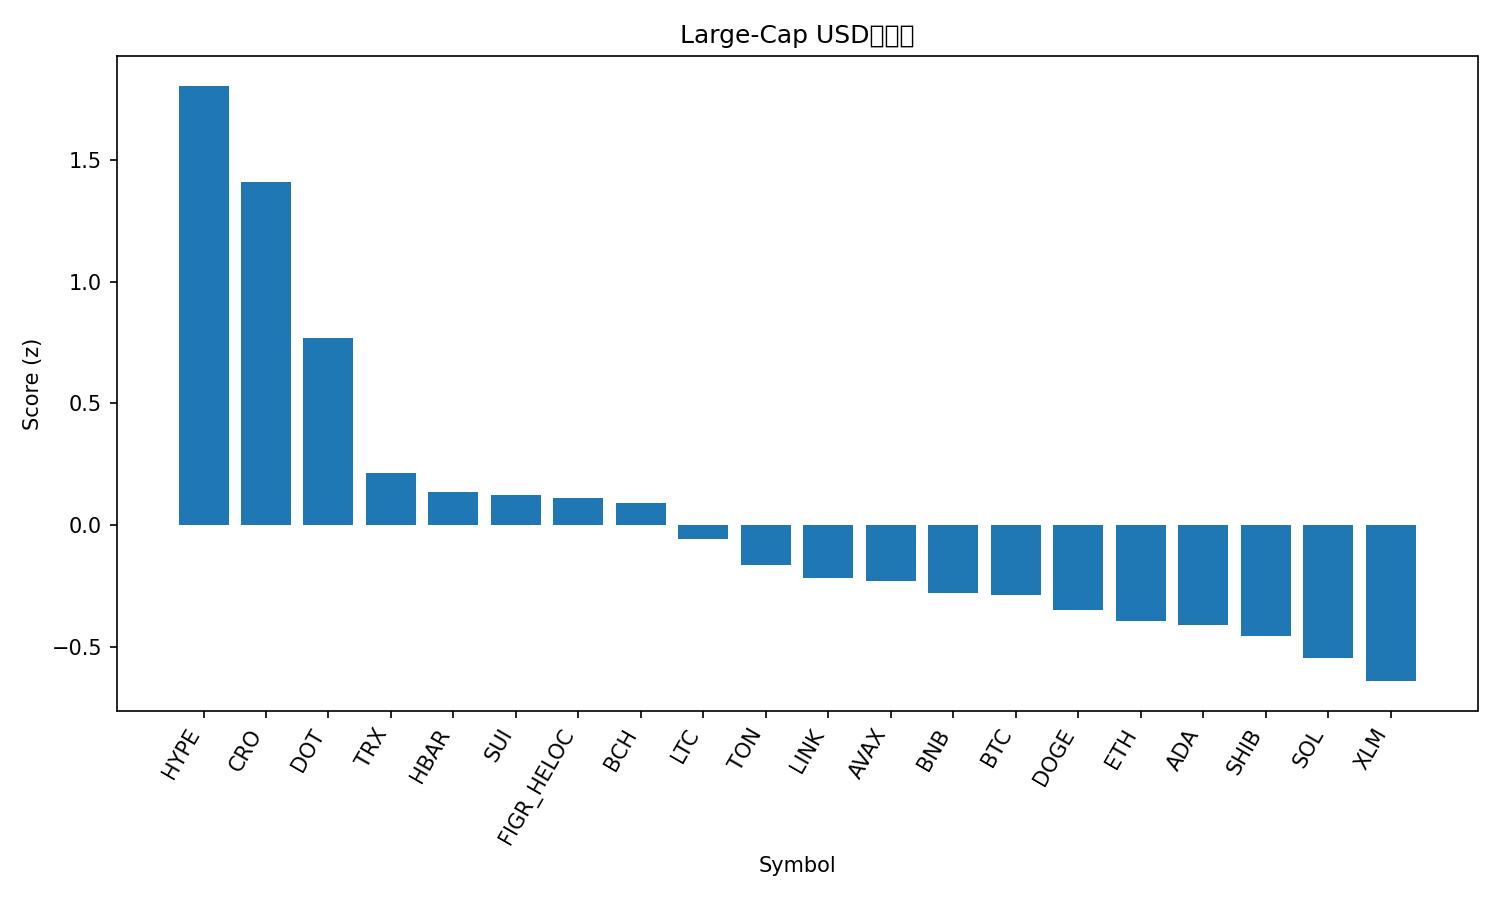 Large-Cap USD
Score (z)
1.5
1.0
0.5
0.0
−0.5
HYPE
CRO
DOT
TRX
HBAR
SUI
FIGR_HELOC
BCH
LTC
TON
LINK
AVAX
BNB
BTC
DOGE
ETH
ADA
SHIB
SOL
XLM
Symbol